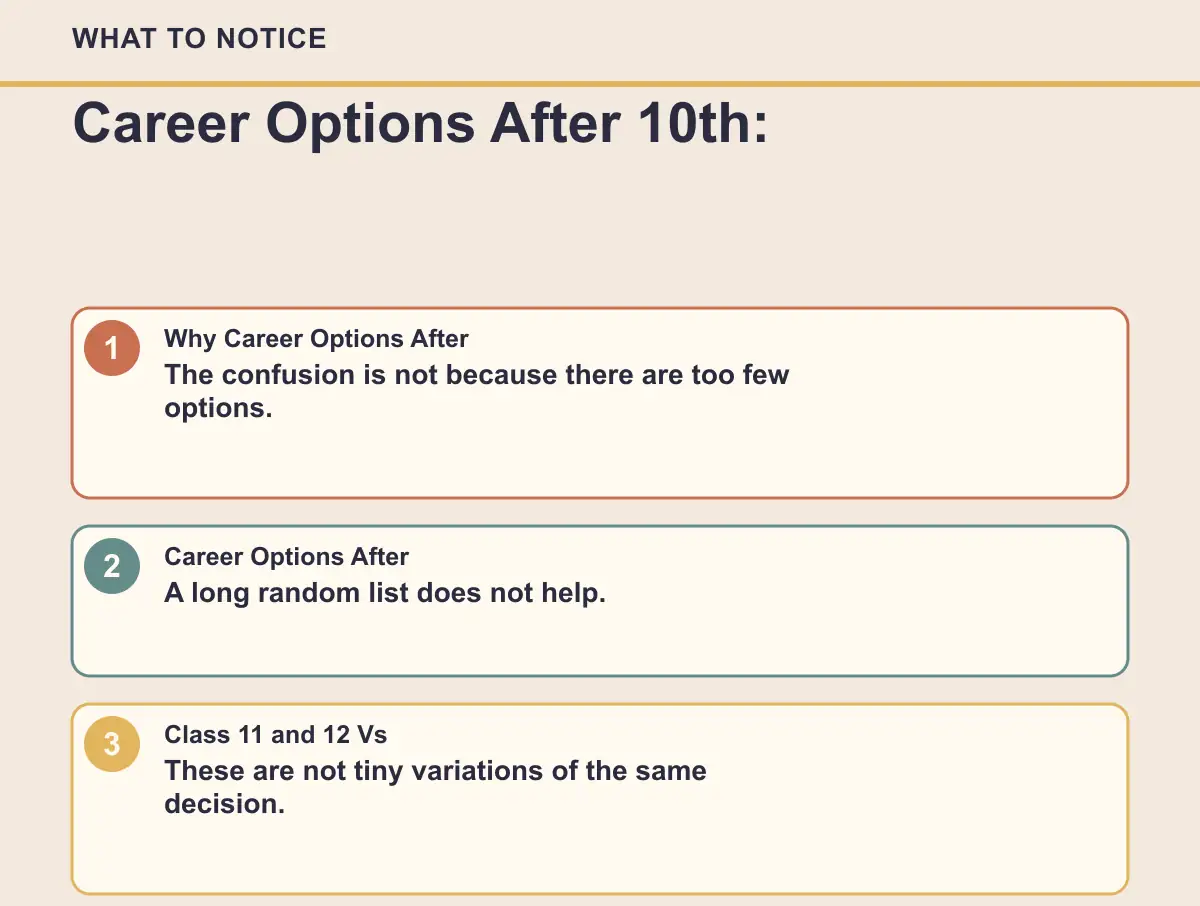 WHAT TO NOTICE
Career Options After 10th:
1
Why Career Options After
The confusion is not because there are too few
options.
2
Career Options After
A long random list does not help.
3
Class 11 and 12 Vs
These are not tiny variations of the same
decision.